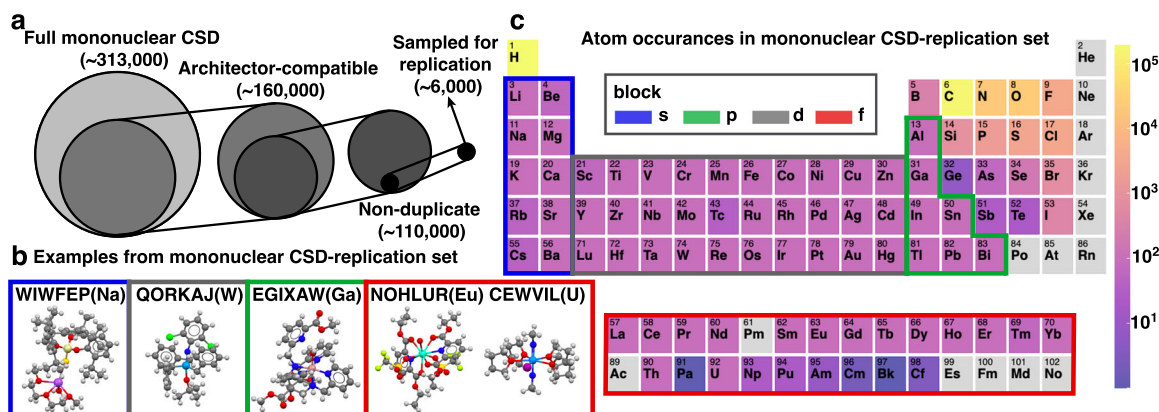 a
Full mononuclear CSD
(~313,000)
Architector-compatible
(~160,000)
Sampled for
replication
(~6,000)
Non-duplicate
(~110,000)
b Examples from mononuclear CSD-replication set
WIWFEP(Na) QORKAJ(W) EGIXAW(Ga) NOHLUR(Eu) CEWVIL(U)
c
Atom occurances in mononuclear CSD-replication set
block
s p d f
1 2
H He
3 4 5 6 7 8 9 10
Li Be B C N O F Ne
11 12 13 14 15 16 17 18
Na Mg Al Si P S Cl Ar
19 20 21 22 23 24 25 26 27 28 29 30 31 32 33 34 35 36
K Ca Sc Ti V Cr Mn Fe Co Ni Cu Zn Ga Ge As Se Br Kr
37 38 39 40 41 42 43 44 45 46 47 48 49 50 51 52 53 54
Rb Sr Y Zr Nb Mo Tc Ru Rh Pd Ag Cd In Sn Sb Te I Xe
55 56 71 72 73 74 75 76 77 78 79 80 81 82 83 84 85 86
Cs Ba Lu Hf Ta W Re Os Ir Pt Au Hg Tl Pb Bi Po At Rn
57 58 59 60 61 62 63 64 65 66 67 68 69 70
La Ce Pr Nd Pm Sm Eu Gd Tb Dy Ho Er Tm Yb
89 90 91 92 93 94 95 96 97 98 99 100 101 102
Ac Th Pa U Np Pu Am Cm Bk Cf Es Fm Md No
10⁵
10⁴
10³
10²
10¹